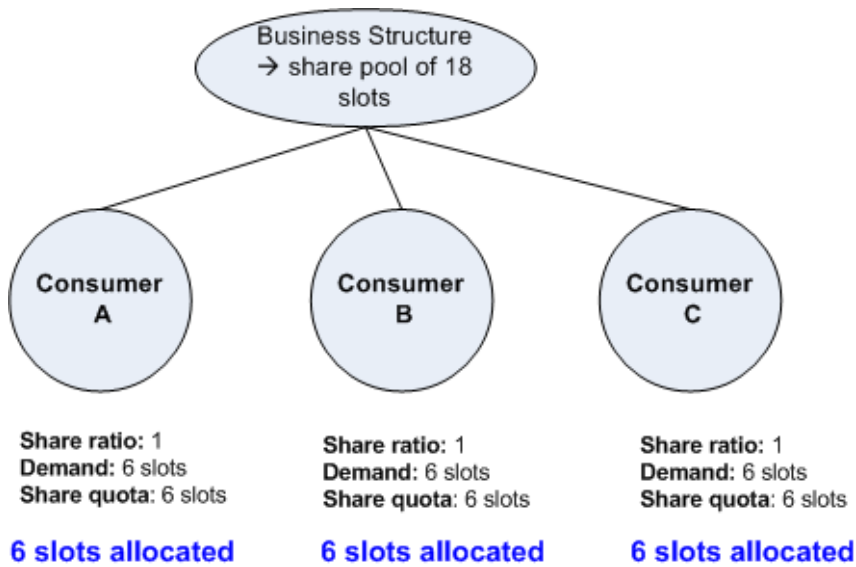 Business Structure
→ share pool of 18
slots
Consumer
A
Consumer
B
Consumer
C
Share ratio: 1
Demand: 6 slots
Share quota: 6 slots
6 slots allocated
Share ratio: 1
Demand: 6 slots
Share quota: 6 slots
6 slots allocated
Share ratio: 1
Demand: 6 slots
Share quota: 6 slots
6 slots allocated